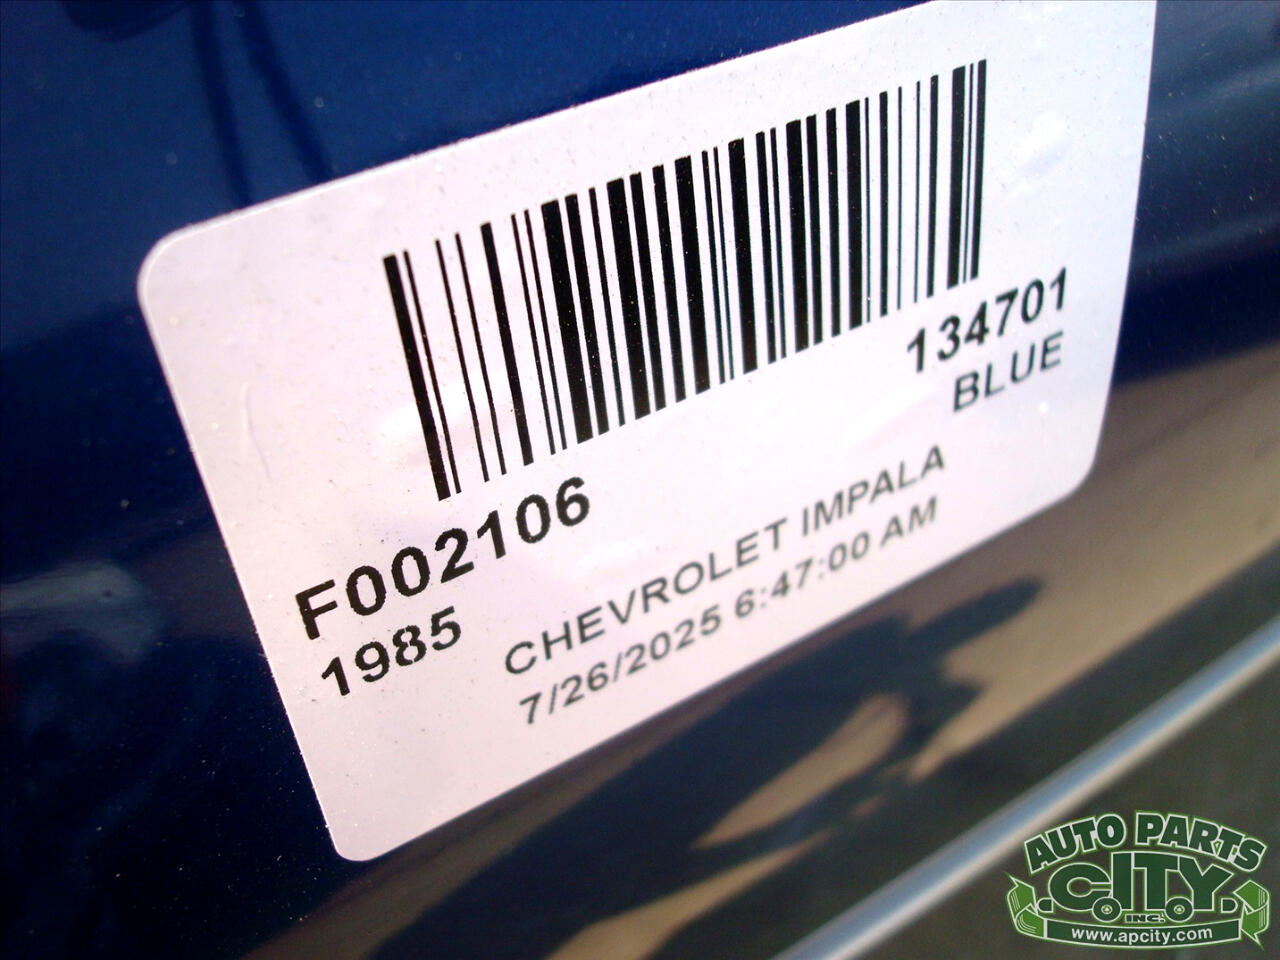 134701
BLUE
F002106
1985
CHEVROLET IMPALA
7/26/2025 6:47:00 AM
AUTO PARTS
C.I.T.Y.
INC.
www.apcity.com